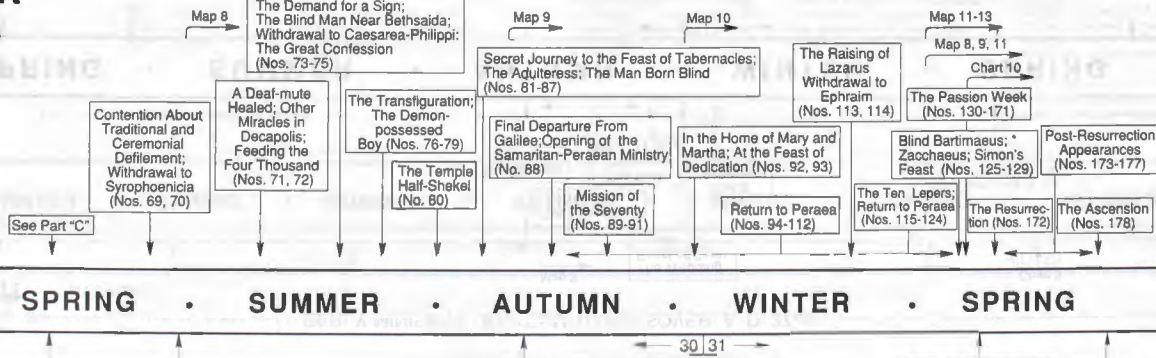 Map 8
The Demand for a Sign;
The Blind Man Near Bethsaida;
Withdrawal to Caesarea-Philippi:
The Great Confession
(Nos. 73-75)
Map 9
Map 10
Map 11-13
Map 8, 9, 11
Chart 10
See Part "C"
Contention About
Traditional and
Ceremonial
Defilement;
Withdrawal to
Syrophoenicia
(Nos. 69, 70)
A Deaf-mute
Healed; Other
Miracles in
Decapolis;
Feeding the
Four Thousand
(Nos. 71, 72)
The Transfiguration;
The Demon-
possessed
Boy (Nos. 76-79)
The Temple
Half-Shekel
(No. 80)
Secret Journey to the Feast of Tabernacles;
The Adulteress; The Man Born Blind
(Nos. 81-87)
Final Departure From
Galilee;Opening of the
Samaritan-Peraean Ministry
(No. 88)
Mission of
the Seventy
(Nos. 89-91)
In the Home of Mary and
Martha; At the Feast of
Dedication (Nos. 92, 93)
Return to Peraea
(Nos. 94-112)
The Raising of
Lazarus
Withdrawal to
Ephraim
(Nos. 113, 114)
The Ten Lepers;
Return to Peraea
(Nos. 115-124)
The Passion Week
(Nos. 130-171)
Blind Bartimaeus;
Zacchaeus; Simon's
Feast (Nos. 125-129)
The Resurrec-
tion (Nos. 172)
Post-Resurrection
Appearances
(Nos. 173-177)
The Ascension
(Nos. 178)
SPRING · SUMMER · AUTUMN · WINTER · SPRING
30 31